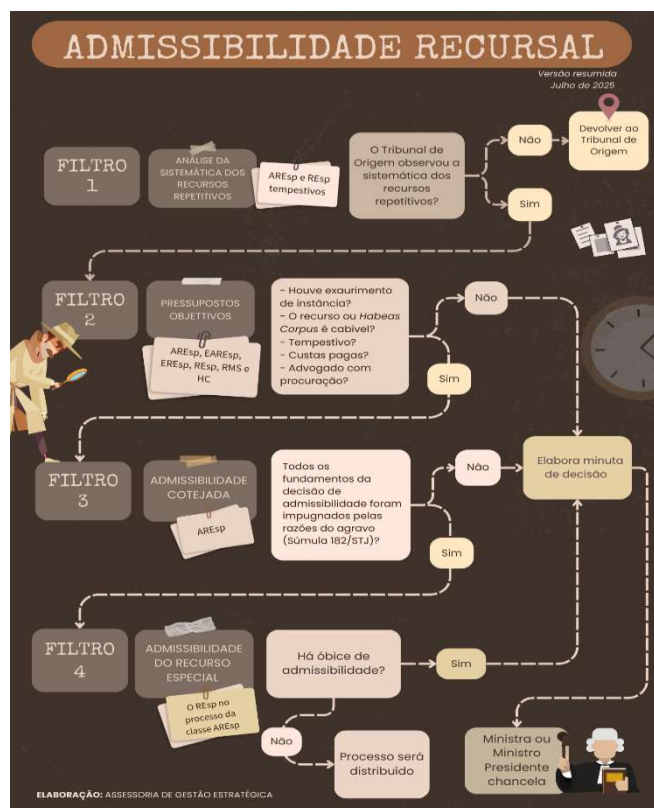 ADMISSIBILIDADE RECURSAL
Versão resumida
Julho de 2025
FILTRO
1
ANÁLISE DA
SISTEMÁTICA DOS
RECURSOS
REPETITIVOS
AREsp e REsp
tempestivos
O Tribunal de
Origem observou a
sistemática dos
recursos
repetitivos?
Não
Devolver ao
Tribunal de
Origem
Sim
FILTRO
2
PRESSUPOSTOS
OBJETIVOS
AREsp, EAREsp,
EREsp, REsp, RMS e
HC
- Houve exaurimento
de instância?
- O recurso ou Habeas
Corpus é cabível?
- Tempestivo?
- Custas pagas?
- Advogado com
procuração?
Não
Sim
FILTRO
3
ADMISSIBILIDADE
COTEJADA
AREsp
Todos os
fundamentos da
decisão de
admissibilidade foram
impugnados pelas
razões do agravo
(Súmula 182/STJ)?
Não
Sim
Elabora minuta
de decisão
FILTRO
4
ADMISSIBILIDADE
DO RECURSO
ESPECIAL
O REsp no
processo da
classe AREsp
Há óbice de
admissibilidade?
Sim
Não
Processo será
distribuído
Ministra ou
Ministro
Presidente
chancela
ELABORAÇÃO: ASSESSORIA DE GESTÃO ESTRATÉGICA